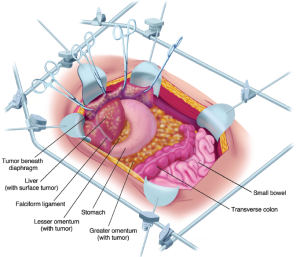 Tumor beneath
diaphragm
Liver
(with surface tumor)
Falciform ligament
Lesser omentum
(with tumor)
Stomach
Greater omentum
(with tumor)
Transverse colon
Small bowel